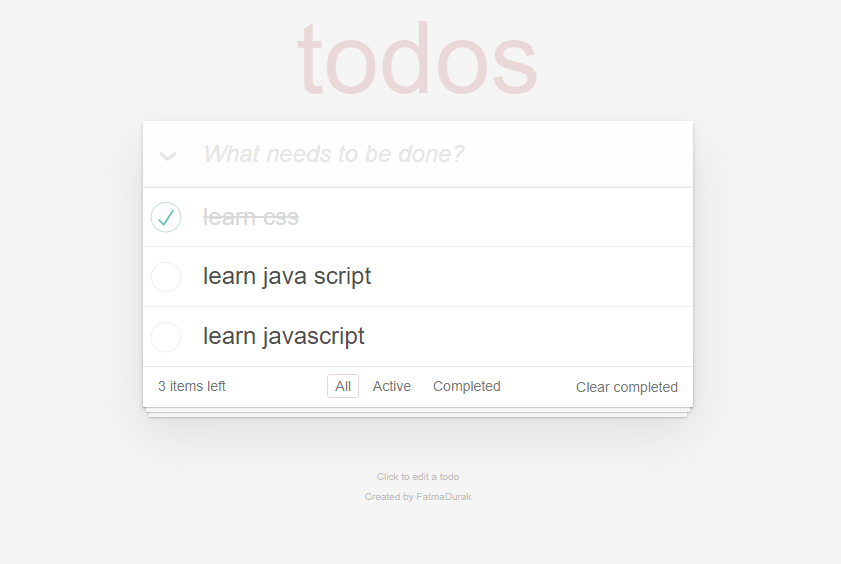 todos
What needs to be done?
learn css
learn java script
learn javascript
3 items left All Active Completed Clear completed
Click to edit a todo
Created by FatmaDurak